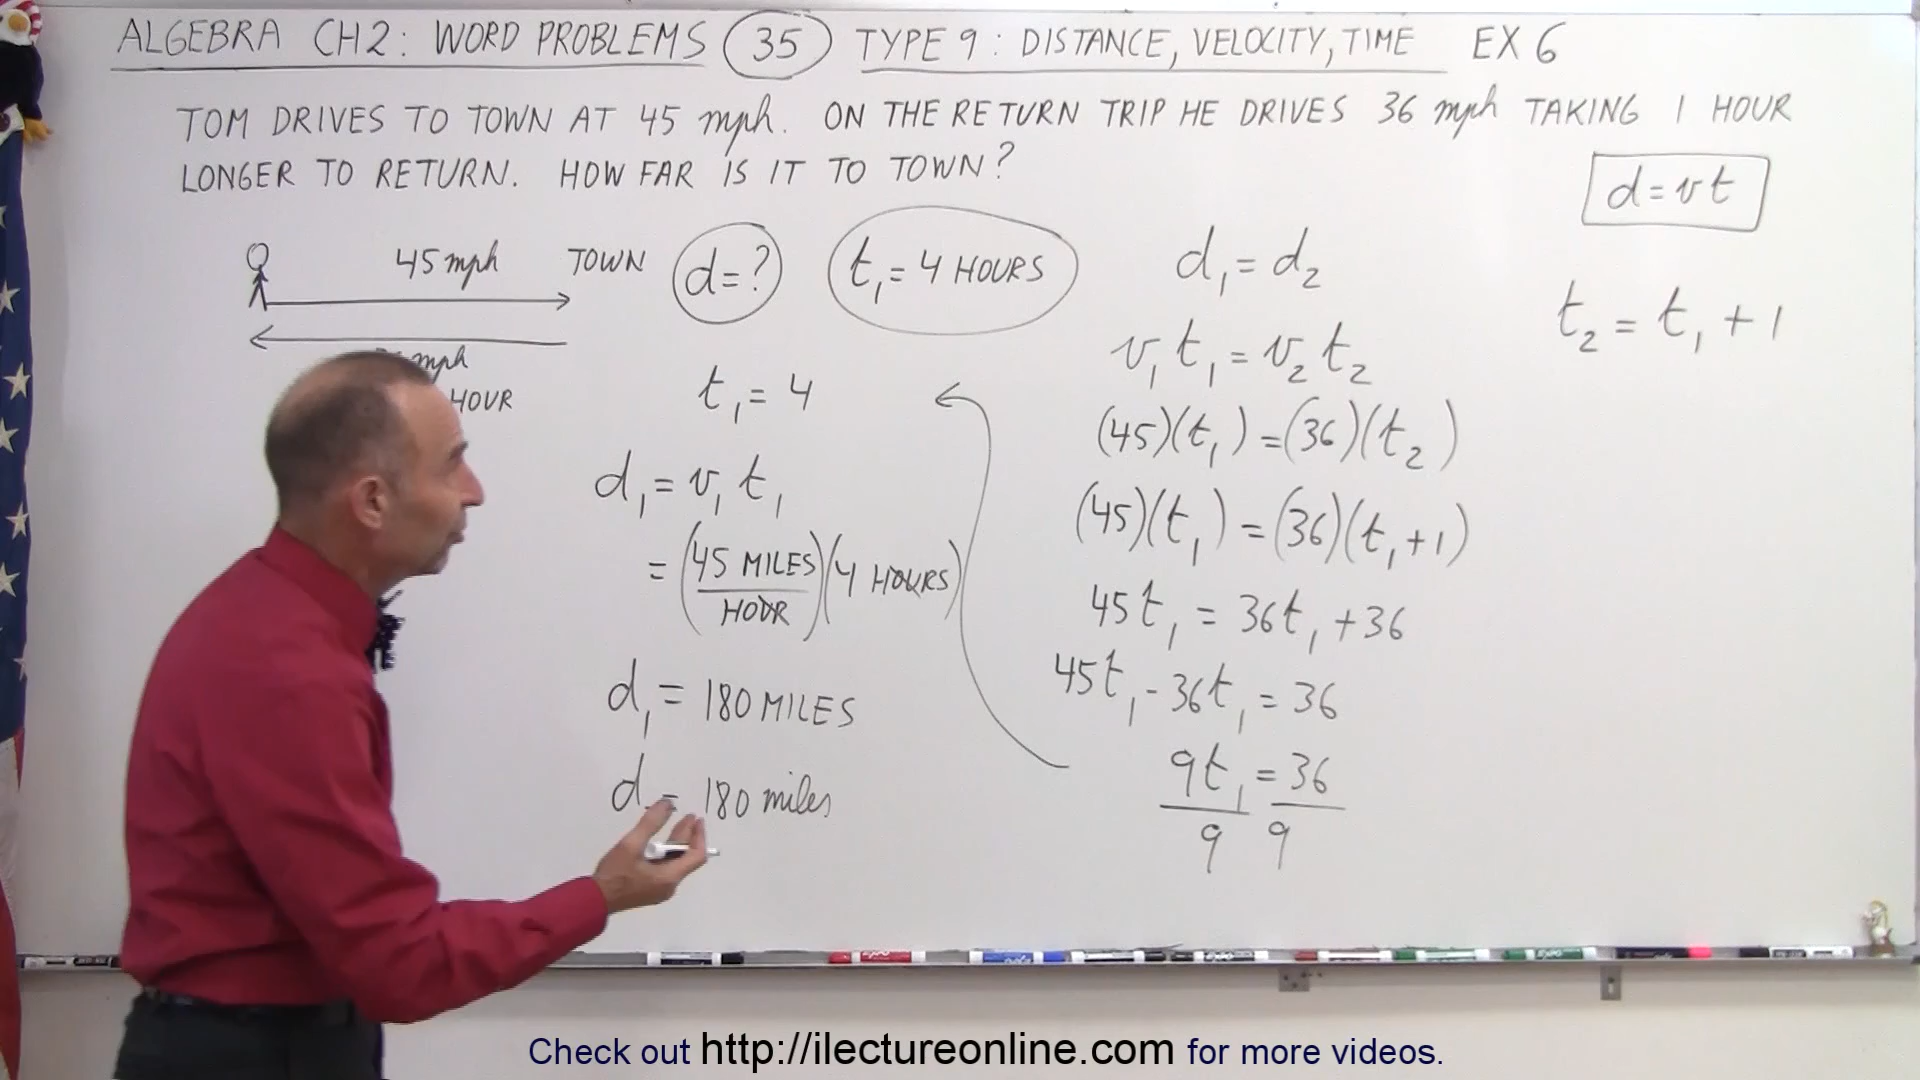 ALGEBRA CH2: WORD PROBLEMS 35 TYPE 9: DISTANCE, VELOCITY, TIME EX 6
TOM DRIVES TO TOWN AT 45 mph. ON THE RETURN TRIP HE DRIVES 36 mph TAKING 1 HOUR
LONGER TO RETURN. HOW FAR IS IT TO TOWN?
d = vt
45 mph TOWN
mph
HOUR
d = ?
t₁ = 4 HOURS
t₁ = 4
d₁ = v₁ t₁
= (45 MILES / HOUR)(4 HOURS)
d₁ = 180 MILES
d = 180 miles
d₁ = d₂
v₁ t₁ = v₂ t₂
(45)(t₁) = (36)(t₂)
(45)(t₁) = (36)(t₁ + 1)
45t₁ = 36t₁ + 36
45t₁ - 36t₁ = 36
9t₁ = 36
9 9
t₂ = t₁ + 1
Check out http://ilectureonline.com for more videos.